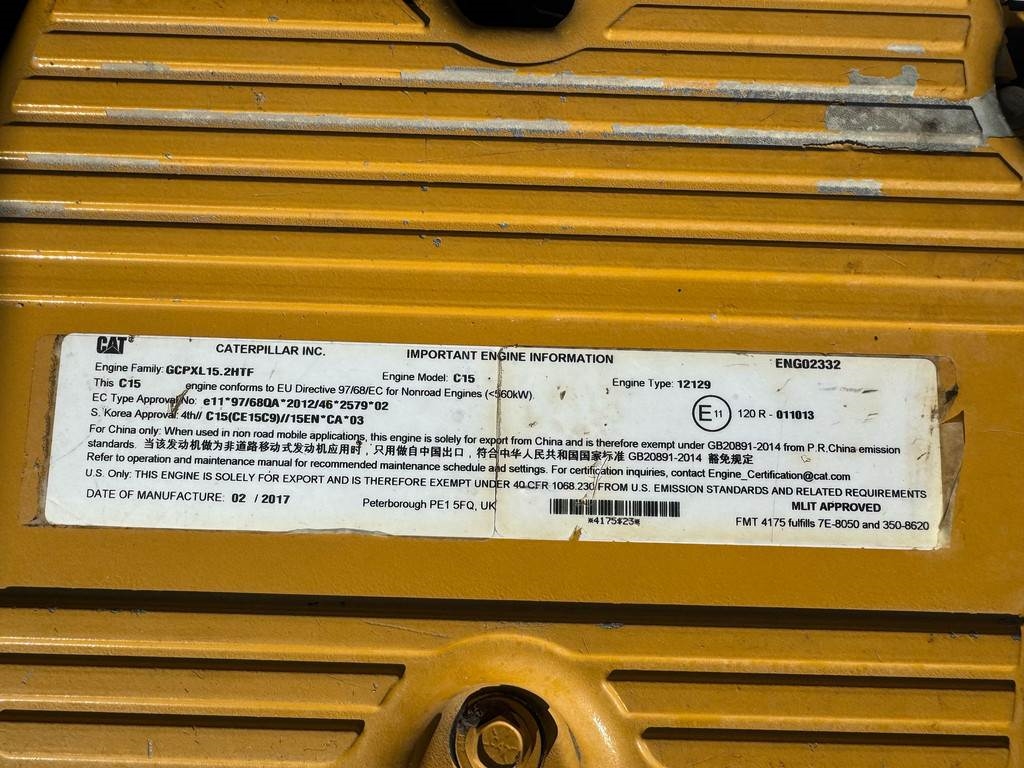 CAT® CATERPILLAR INC. IMPORTANT ENGINE INFORMATION ENG02332
Engine Family: GCPXL15.2HTF Engine Model: C15 Engine Type: 12129
This C15 engine conforms to EU Directive 97/68/EC for Nonroad Engines (<560kW).
EC Type Approval No: e11*97/68QA*2012/46*2579*02 E11 120 R - 011013
S. Korea Approval: 4th// C15(CE15C9)//15EN*CA*03
For China only: When used in non road mobile applications, this engine is solely for export from China and is therefore exempt under GB20891-2014 from P.R.China emission
standards. 当该发动机做为非道路移动式发动机应用时，只用做自中国出口，符合中华人民共和国国家标准 GB20891-2014 豁免规定
Refer to operation and maintenance manual for recommended maintenance schedule and settings. For certification inquiries, contact Engine_Certification@cat.com
U.S. Only: THIS ENGINE IS SOLELY FOR EXPORT AND IS THEREFORE EXEMPT UNDER 40 CFR 1068.230 FROM U.S. EMISSION STANDARDS AND RELATED REQUIREMENTS
DATE OF MANUFACTURE: 02 / 2017 Peterborough PE1 5FQ, UK MLIT APPROVED
*4175$23* FMT 4175 fulfills 7E-8050 and 350-8620